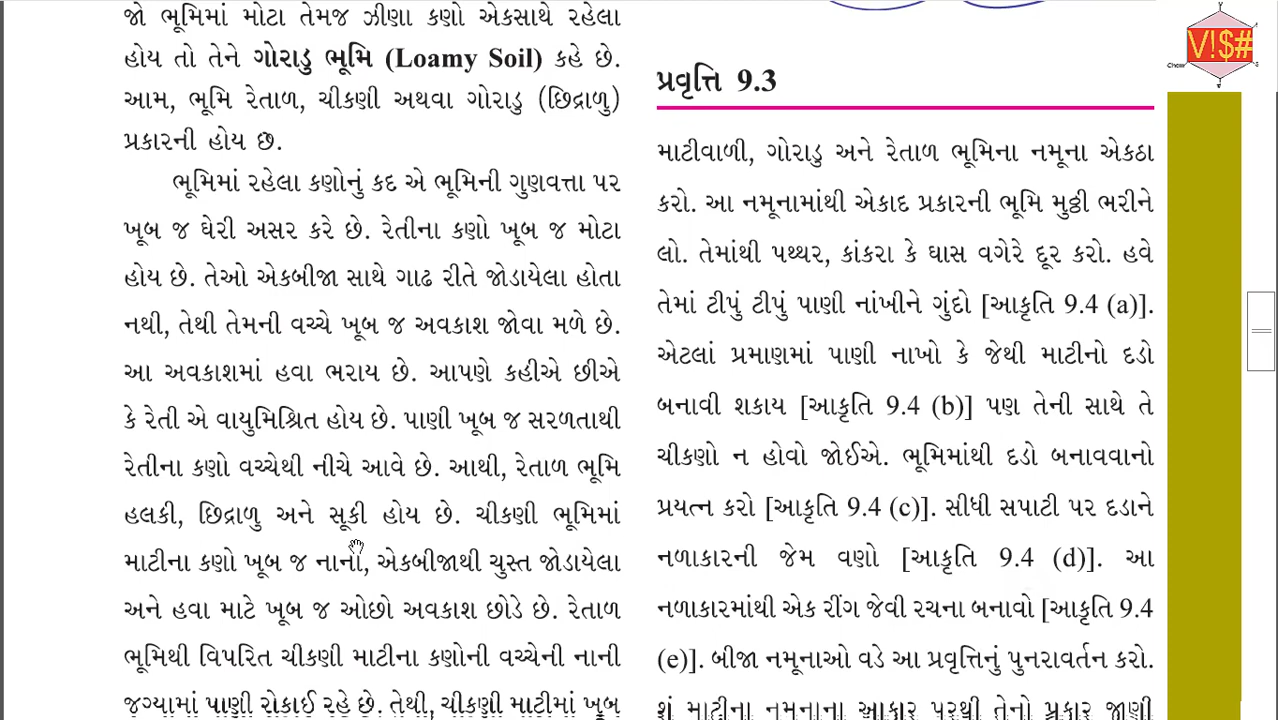 જો ભૂમિમાં મોટા તેમજ ઝીણા કણો એકસાથે રહેલા
હોય તો તેને ગોરાડુ ભૂમિ (Loamy Soil) કહે છે.
આમ, ભૂમિ રેતાળ, ચીકણી અથવા ગોરાડુ (છિદ્રાળુ)
પ્રકારની હોય છે.
ભૂમિમાં રહેલા કણોનું કદ એ ભૂમિની ગુણવત્તા પર
ખૂબ જ ઘેરી અસર કરે છે. રેતીના કણો ખૂબ જ મોટા
હોય છે. તેઓ એકબીજા સાથે ગાઢ રીતે જોડાયેલા હોતા
નથી, તેથી તેમની વચ્ચે ખૂબ જ અવકાશ જોવા મળે છે.
આ અવકાશમાં હવા ભરાય છે. આપણે કહીએ છીએ
કે રેતી એ વાયુમિશ્રિત હોય છે. પાણી ખૂબ જ સરળતાથી
રેતીના કણો વચ્ચેથી નીચે આવે છે. આથી, રેતાળ ભૂમિ
હલકી, છિદ્રાળુ અને સૂકી હોય છે. ચીકણી ભૂમિમાં
માટીના કણો ખૂબ જ નાના, એકબીજાથી ચુસ્ત જોડાયેલા
અને હવા માટે ખૂબ જ ઓછો અવકાશ છોડે છે. રેતાળ
ભૂમિથી વિપરિત ચીકણી માટીના કણોની વચ્ચેની નાની
જગ્યામાં પાણી રોકાઈ રહે છે. તેથી, ચીકણી માટીમાં ખૂબ
પ્રવૃત્તિ 9.3
માટીવાળી, ગોરાડુ અને રેતાળ ભૂમિના નમૂના એકઠા
કરો. આ નમૂનામાંથી એકાદ પ્રકારની ભૂમિ મુઠ્ઠી ભરીને
લો. તેમાંથી પથ્થર, કાંકરા કે ઘાસ વગેરે દૂર કરો. હવે
તેમાં ટીપું ટીપું પાણી નાંખીને ગુંદો [આકૃતિ 9.4 (a)].
એટલાં પ્રમાણમાં પાણી નાખો કે જેથી માટીનો દડો
બનાવી શકાય [આકૃતિ 9.4 (b)] પણ તેની સાથે તે
ચીકણો ન હોવો જોઈએ. ભૂમિમાંથી દડો બનાવવાનો
પ્રયત્ન કરો [આકૃતિ 9.4 (c)]. સીધી સપાટી પર દડાને
નળાકારની જેમ વણો [આકૃતિ 9.4 (d)]. આ
નળાકારમાંથી એક રીંગ જેવી રચના બનાવો [આકૃતિ 9.4
(e)]. બીજા નમૂનાઓ વડે આ પ્રવૃત્તિનું પુનરાવર્તન કરો.
શું માટીના નમૂનાના આકાર પરથી તેનો પ્રકાર જાણી
V!$#